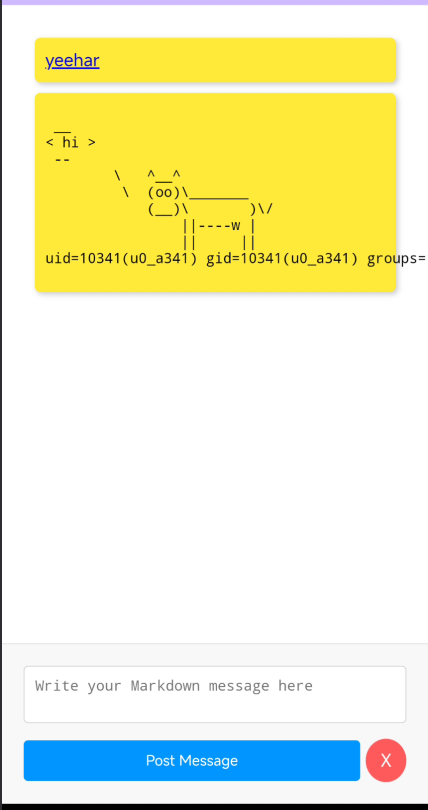 yeehar
 __
< hi >
 --
        \   ^__^
         \  (oo)\_______
            (__)\       )\/
                ||----w |
                ||     ||
uid=10341(u0_a341) gid=10341(u0_a341) groups=
Write your Markdown message here
Post Message
X